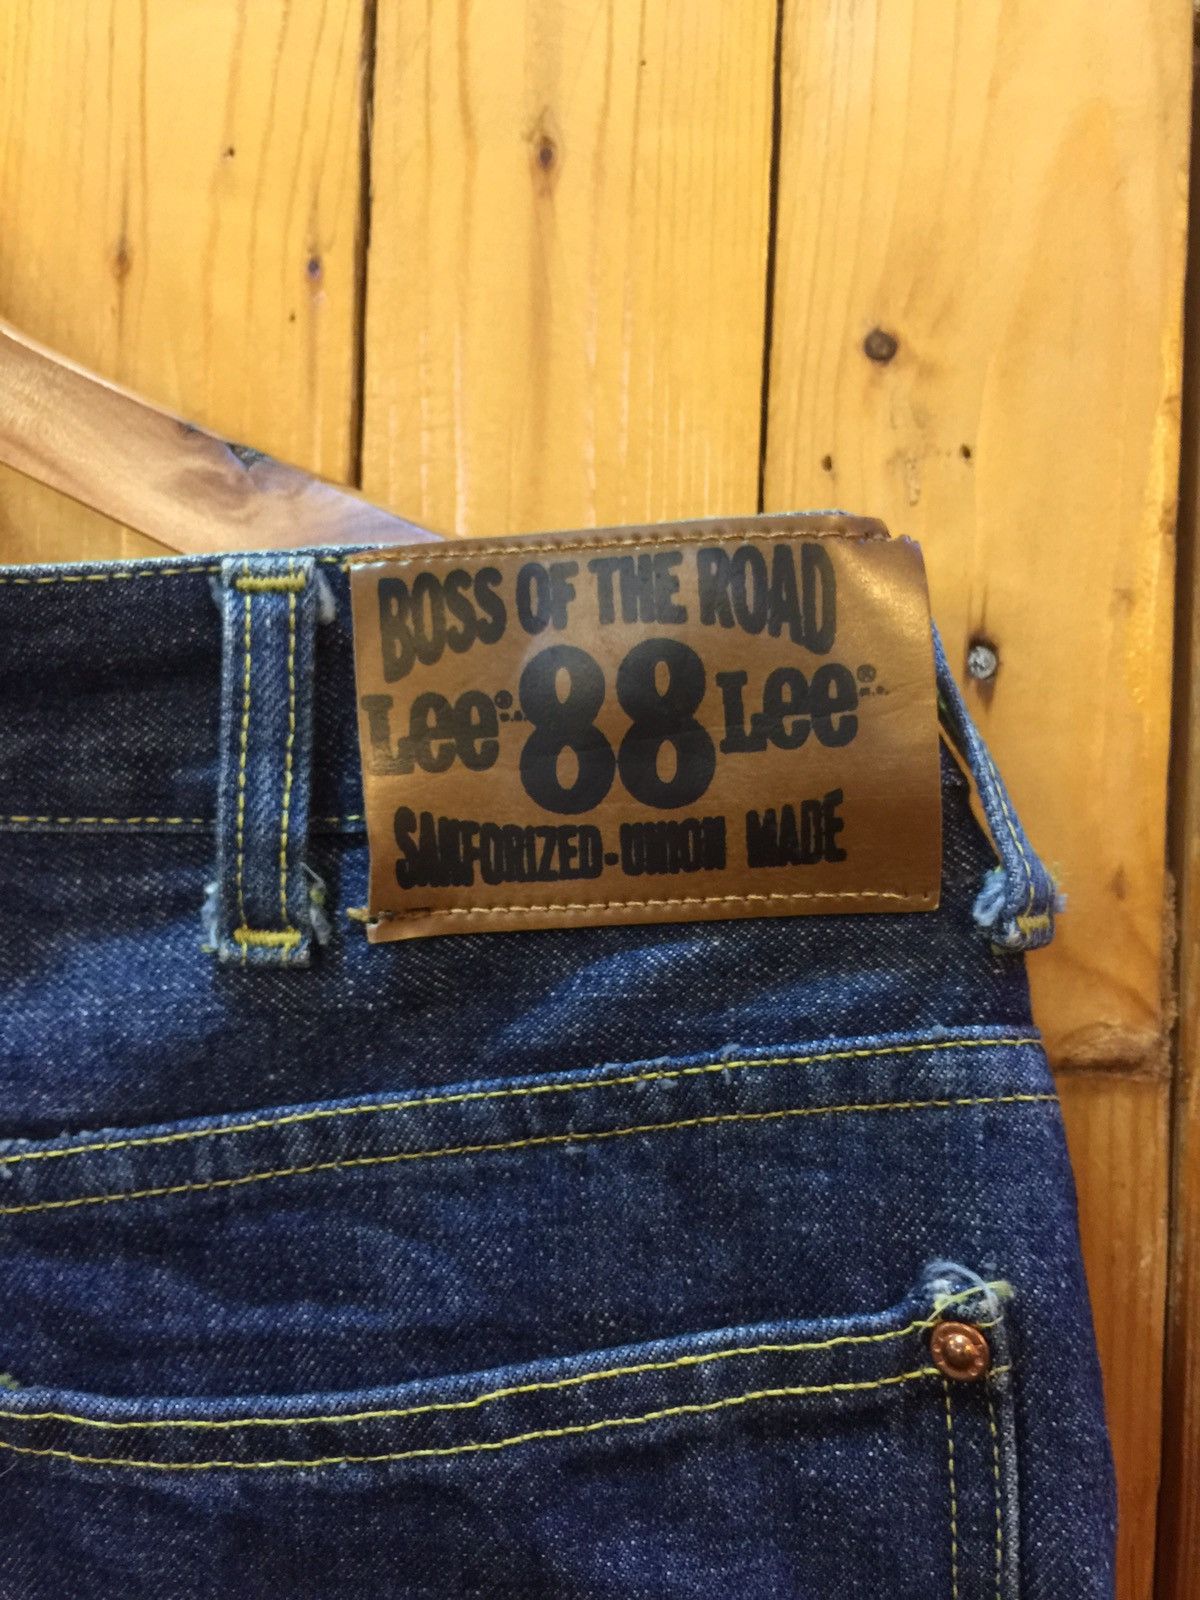 BOSS OF THE ROAD
Lee® 88 Lee®
SANFORIZED-UNION MADE